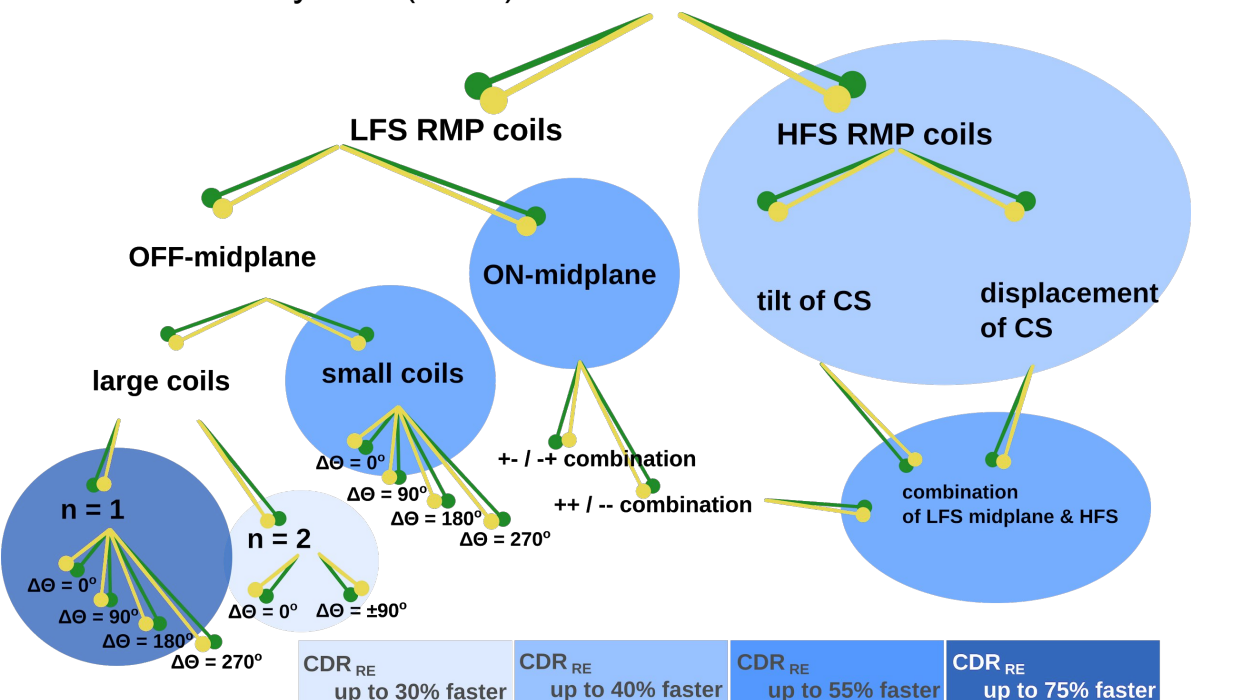 LFS RMP coils
HFS RMP coils
OFF-midplane
ON-midplane
tilt of CS
displacement
of CS
large coils
small coils
ΔΘ = 0º
ΔΘ = 90º
ΔΘ = 180º
ΔΘ = 270º
+- / -+ combination
++ / -- combination
combination
of LFS midplane & HFS
n = 1
ΔΘ = 0º
ΔΘ = 90º
ΔΘ = 180º
ΔΘ = 270º
n = 2
ΔΘ = 0º
ΔΘ = ±90º
CDR RE
up to 30% faster
CDR RE
up to 40% faster
CDR RE
up to 55% faster
CDR RE
up to 75% faster